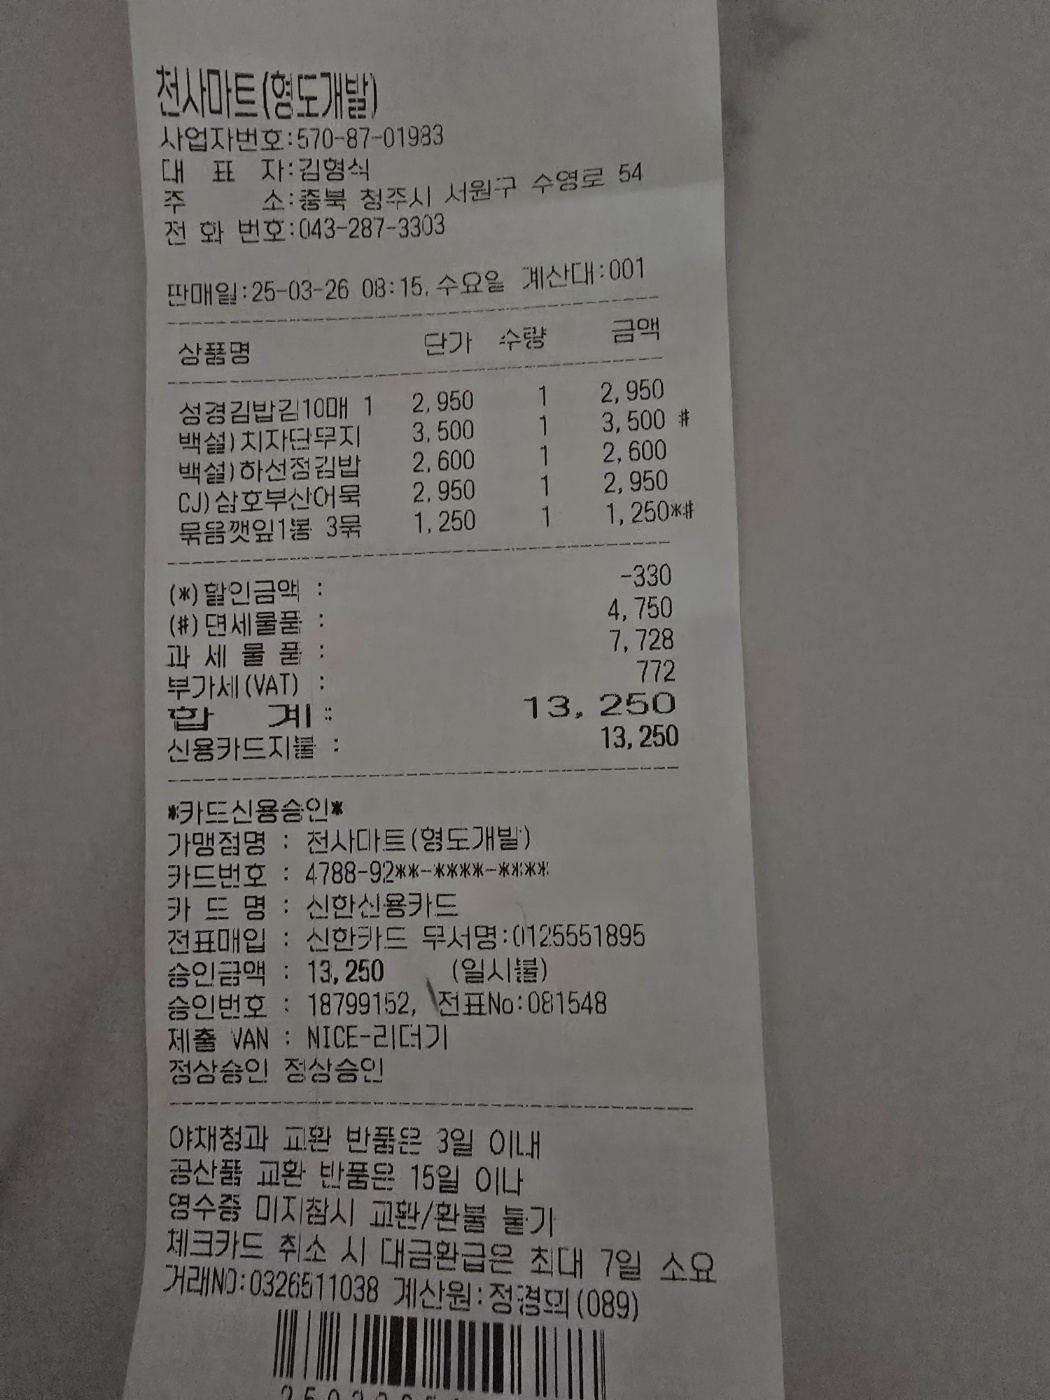 천사마트(형도개발)
사업자번호:570-87-01983
대 표 자:김형식
주 소:충북 청주시 서원구 수영로 54
전 화 번호:043-287-3303
판매일:25-03-26 08:15, 수요일 계산대:001
상품명 단가 수량 금액
성경김밥김10매 1 2,950 1 2,950
백설)치자단무지 3,500 1 3,500 #
백설)하선정김밥 2,600 1 2,600
CJ)삼호부산어묵 2,950 1 2,950
묶음깻잎1봉 3묶 1,250 1 1,250*#
(*)할인금액 : -330
(#)면세물품 : 4,750
과 세 물 품 : 7,728
부가세(VAT) : 772
합 계 : 13,250
신용카드지불 : 13,250
*카드신용승인*
가맹점명 : 천사마트(형도개발)
카드번호 : 4788-92**-****-****
카 드 명 : 신한신용카드
전표매입 : 신한카드 무서명:0125551895
승인금액 : 13,250 (일시불)
승인번호 : 18799152, 전표No:081548
제출 VAN : NICE-리더기
정상승인 정상승인
야채청과 교환 반품은 3일 이내
공산품 교환 반품은 15일 이내
영수증 미지참시 교환/환불 불가
체크카드 취소 시 대금환급은 최대 7일 소요
거래NO:0326511038 계산원:정경희(089)